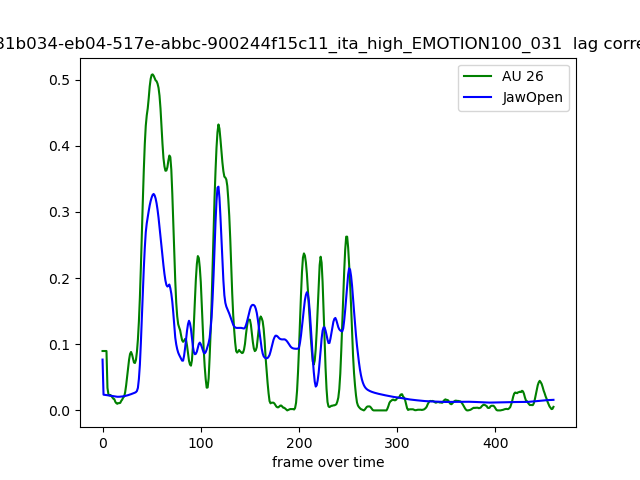 31b034-eb04-517e-abbc-900244f15c11_ita_high_EMOTION100_031 lag corre
AU 26
JawOpen
0.5
0.4
0.3
0.2
0.1
0.0
0 100 200 300 400
frame over time